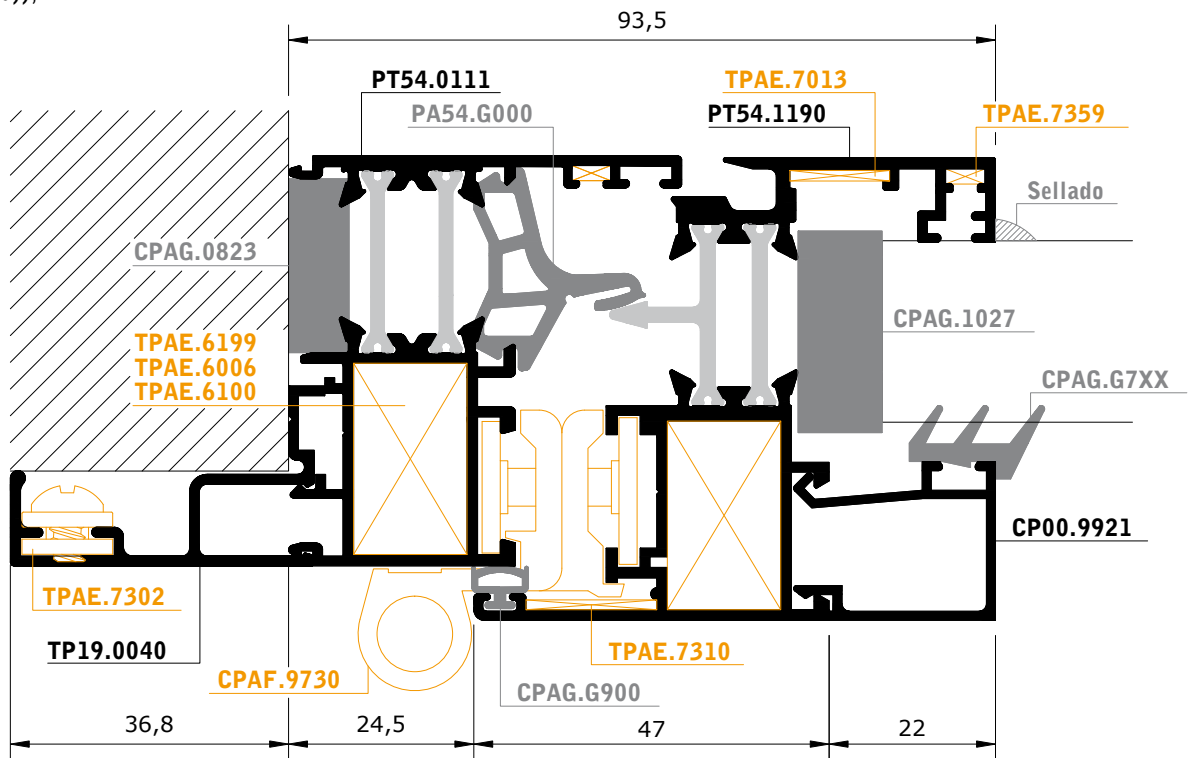 93,5
PT54.0111
TPAE.7013
PA54.G000
PT54.1190
TPAE.7359
Sellado
CPAG.0823
CPAG.1027
TPAE.6199
TPAE.6006
TPAE.6100
CPAG.G7XX
CP00.9921
TPAE.7302
TP19.0040
TPAE.7310
CPAF.9730
CPAG.G900
36,8
24,5
47
22